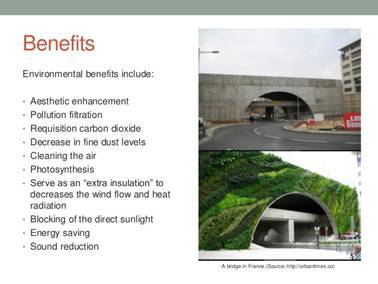 Benefits
Environmental benefits include:
• Aesthetic enhancement
• Pollution filtration
• Requisition carbon dioxide
• Decrease in fine dust levels
• Cleaning the air
• Photosynthesis
• Serve as an “extra insulation” to
decreases the wind flow and heat
radiation
• Blocking of the direct sunlight
• Energy saving
• Sound reduction
A bridge in France.(Source: http://urbantimes.co)